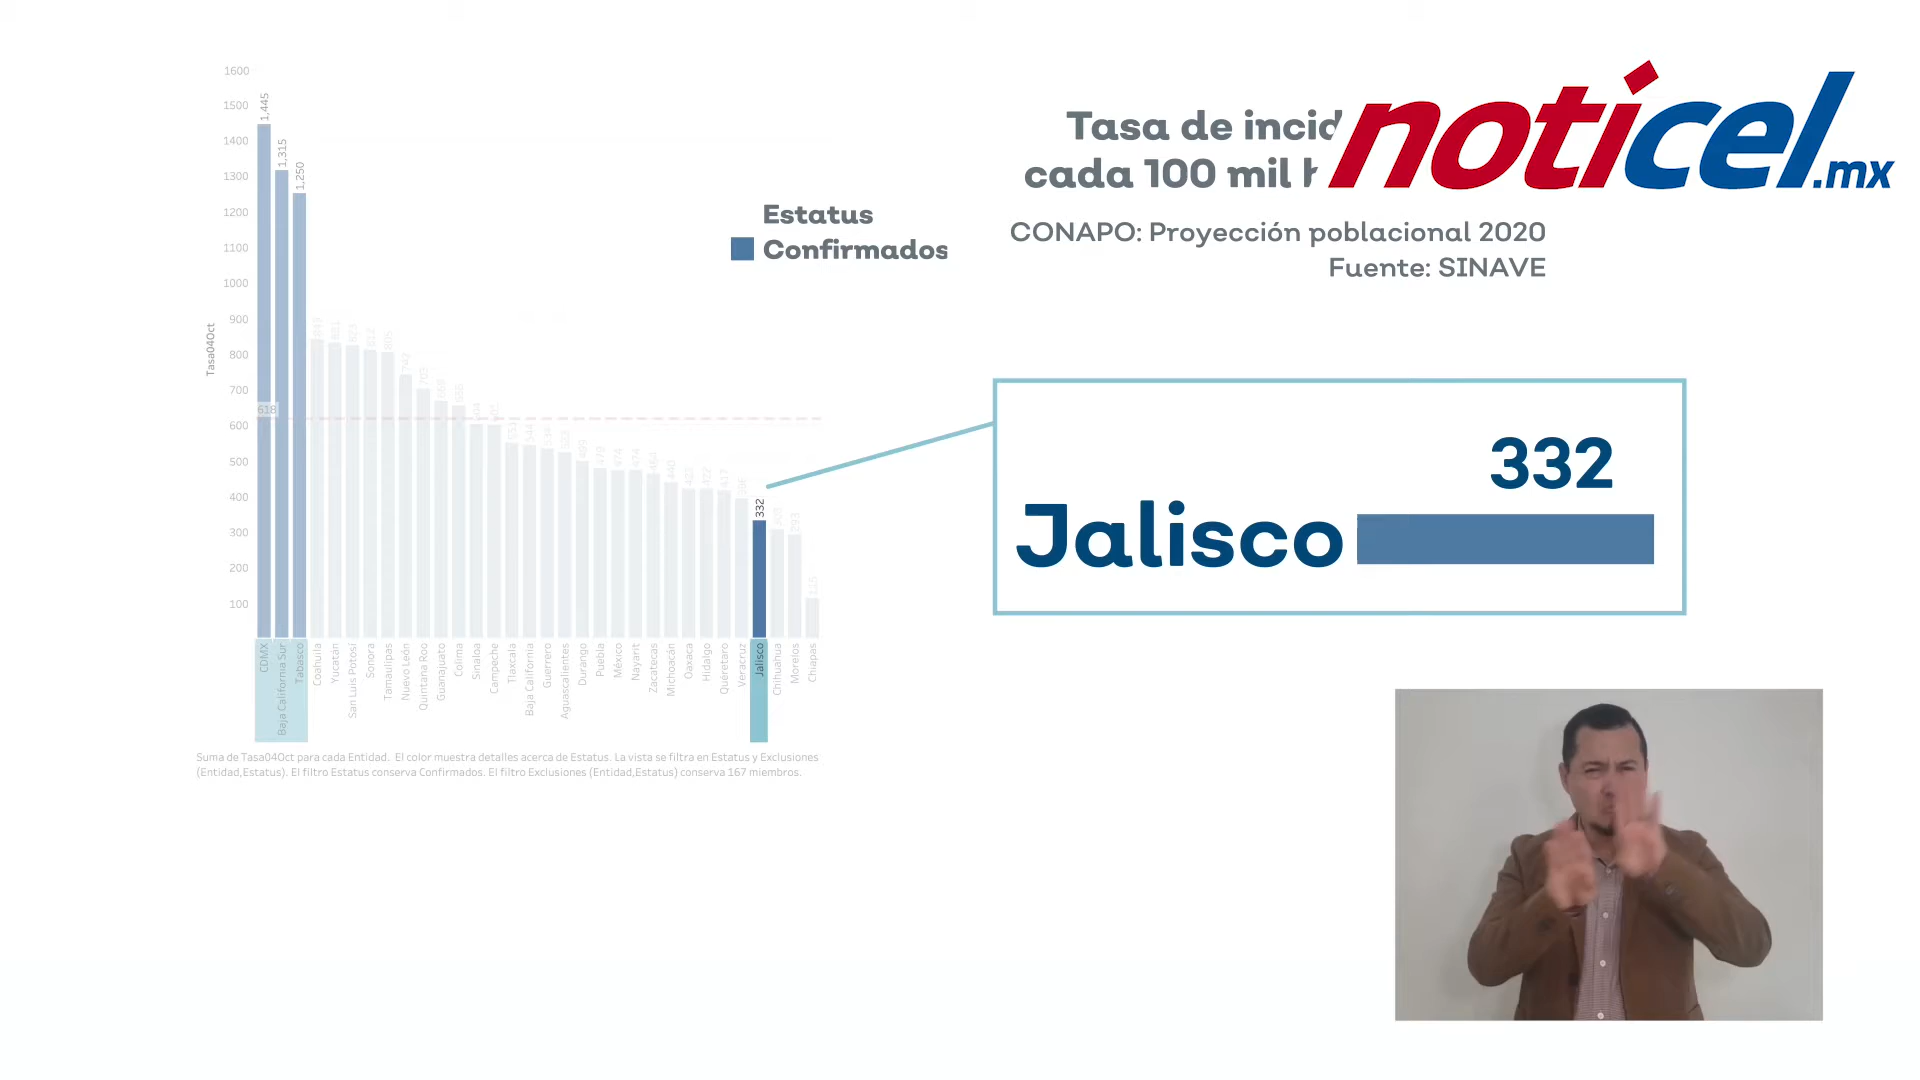 1600
1500
1400
1300
1200
1100
1000
900
800
700
600
500
400
300
200
100
Tasa04Oct
618
1,445
1,315
1,250
332
CDMX
Baja California Sur
Tabasco
Coahuila
Yucatán
San Luis Potosí
Sonora
Tamaulipas
Nuevo León
Quintana Roo
Guanajuato
Colima
Sinaloa
Campeche
Tlaxcala
Baja California
Guerrero
Aguascalientes
Durango
Puebla
México
Nayarit
Zacatecas
Michoacán
Oaxaca
Hidalgo
Querétaro
Veracruz
Jalisco
Chihuahua
Morelos
Chiapas
Suma de Tasa04Oct para cada Entidad. El color muestra detalles acerca de Estatus. La vista se filtra en Estatus y Exclusiones
(Entidad,Estatus). El filtro Estatus conserva Confirmados. El filtro Exclusiones (Entidad,Estatus) conserva 167 miembros.
Estatus
Confirmados
Tasa de incid
cada 100 mil
noticel.mx
CONAPO: Proyección poblacional 2020
Fuente: SINAVE
332
Jalisco